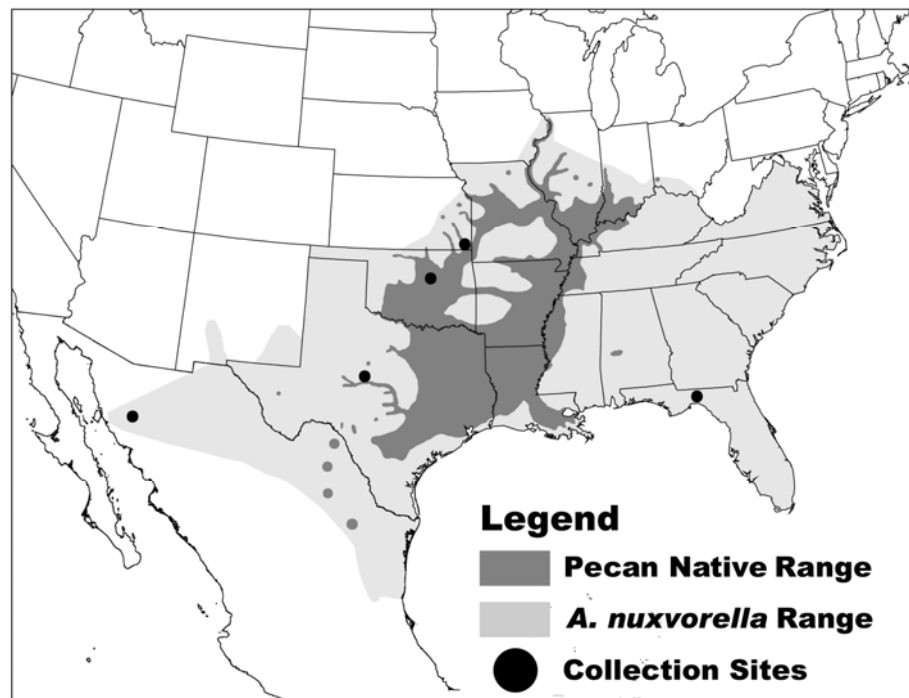 Legend
Pecan Native Range
A. nuxvorella Range
Collection Sites